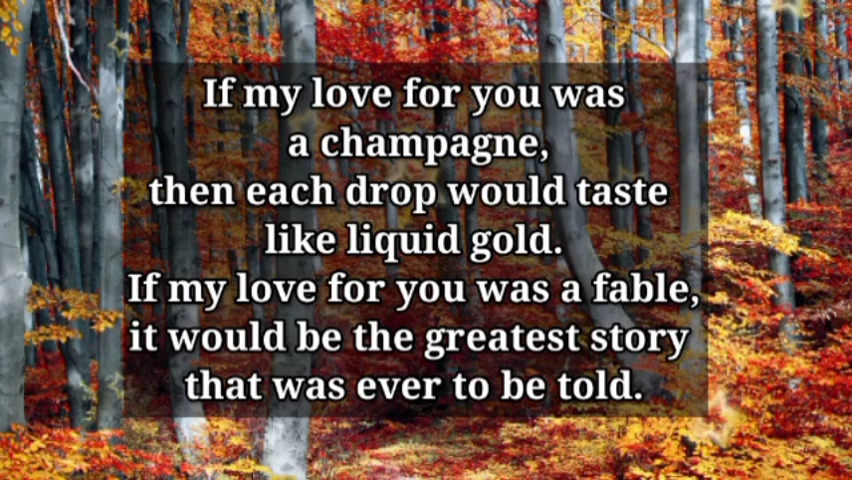 If my love for you was
a champagne,
then each drop would taste
like liquid gold.
If my love for you was a fable,
it would be the greatest story
that was ever to be told.